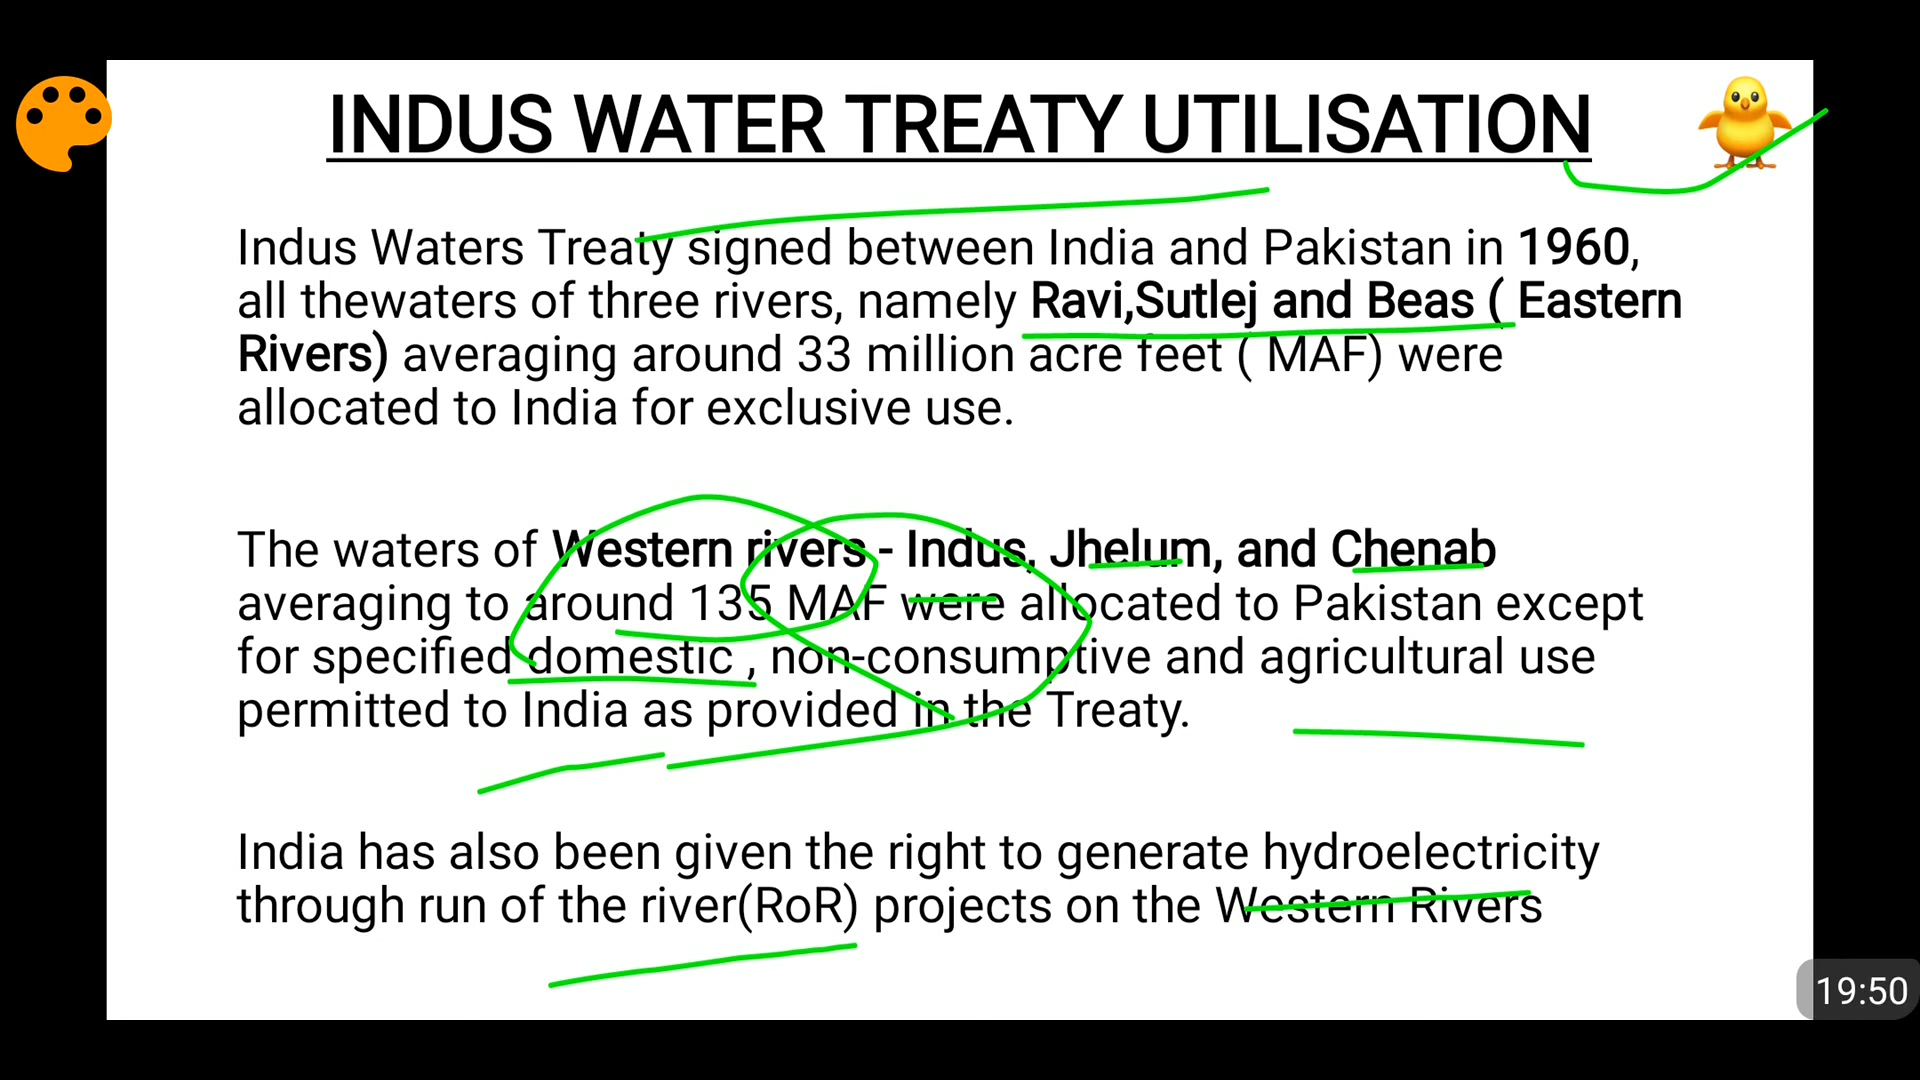 INDUS WATER TREATY UTILISATION
Indus Waters Treaty signed between India and Pakistan in 1960,
all thewaters of three rivers, namely Ravi,Sutlej and Beas ( Eastern
Rivers) averaging around 33 million acre feet ( MAF) were
allocated to India for exclusive use.
The waters of Western rivers - Indus, Jhelum, and Chenab
averaging to around 135 MAF were allocated to Pakistan except
for specified domestic , non-consumptive and agricultural use
permitted to India as provided in the Treaty.
India has also been given the right to generate hydroelectricity
through run of the river(RoR) projects on the Western Rivers
19:50